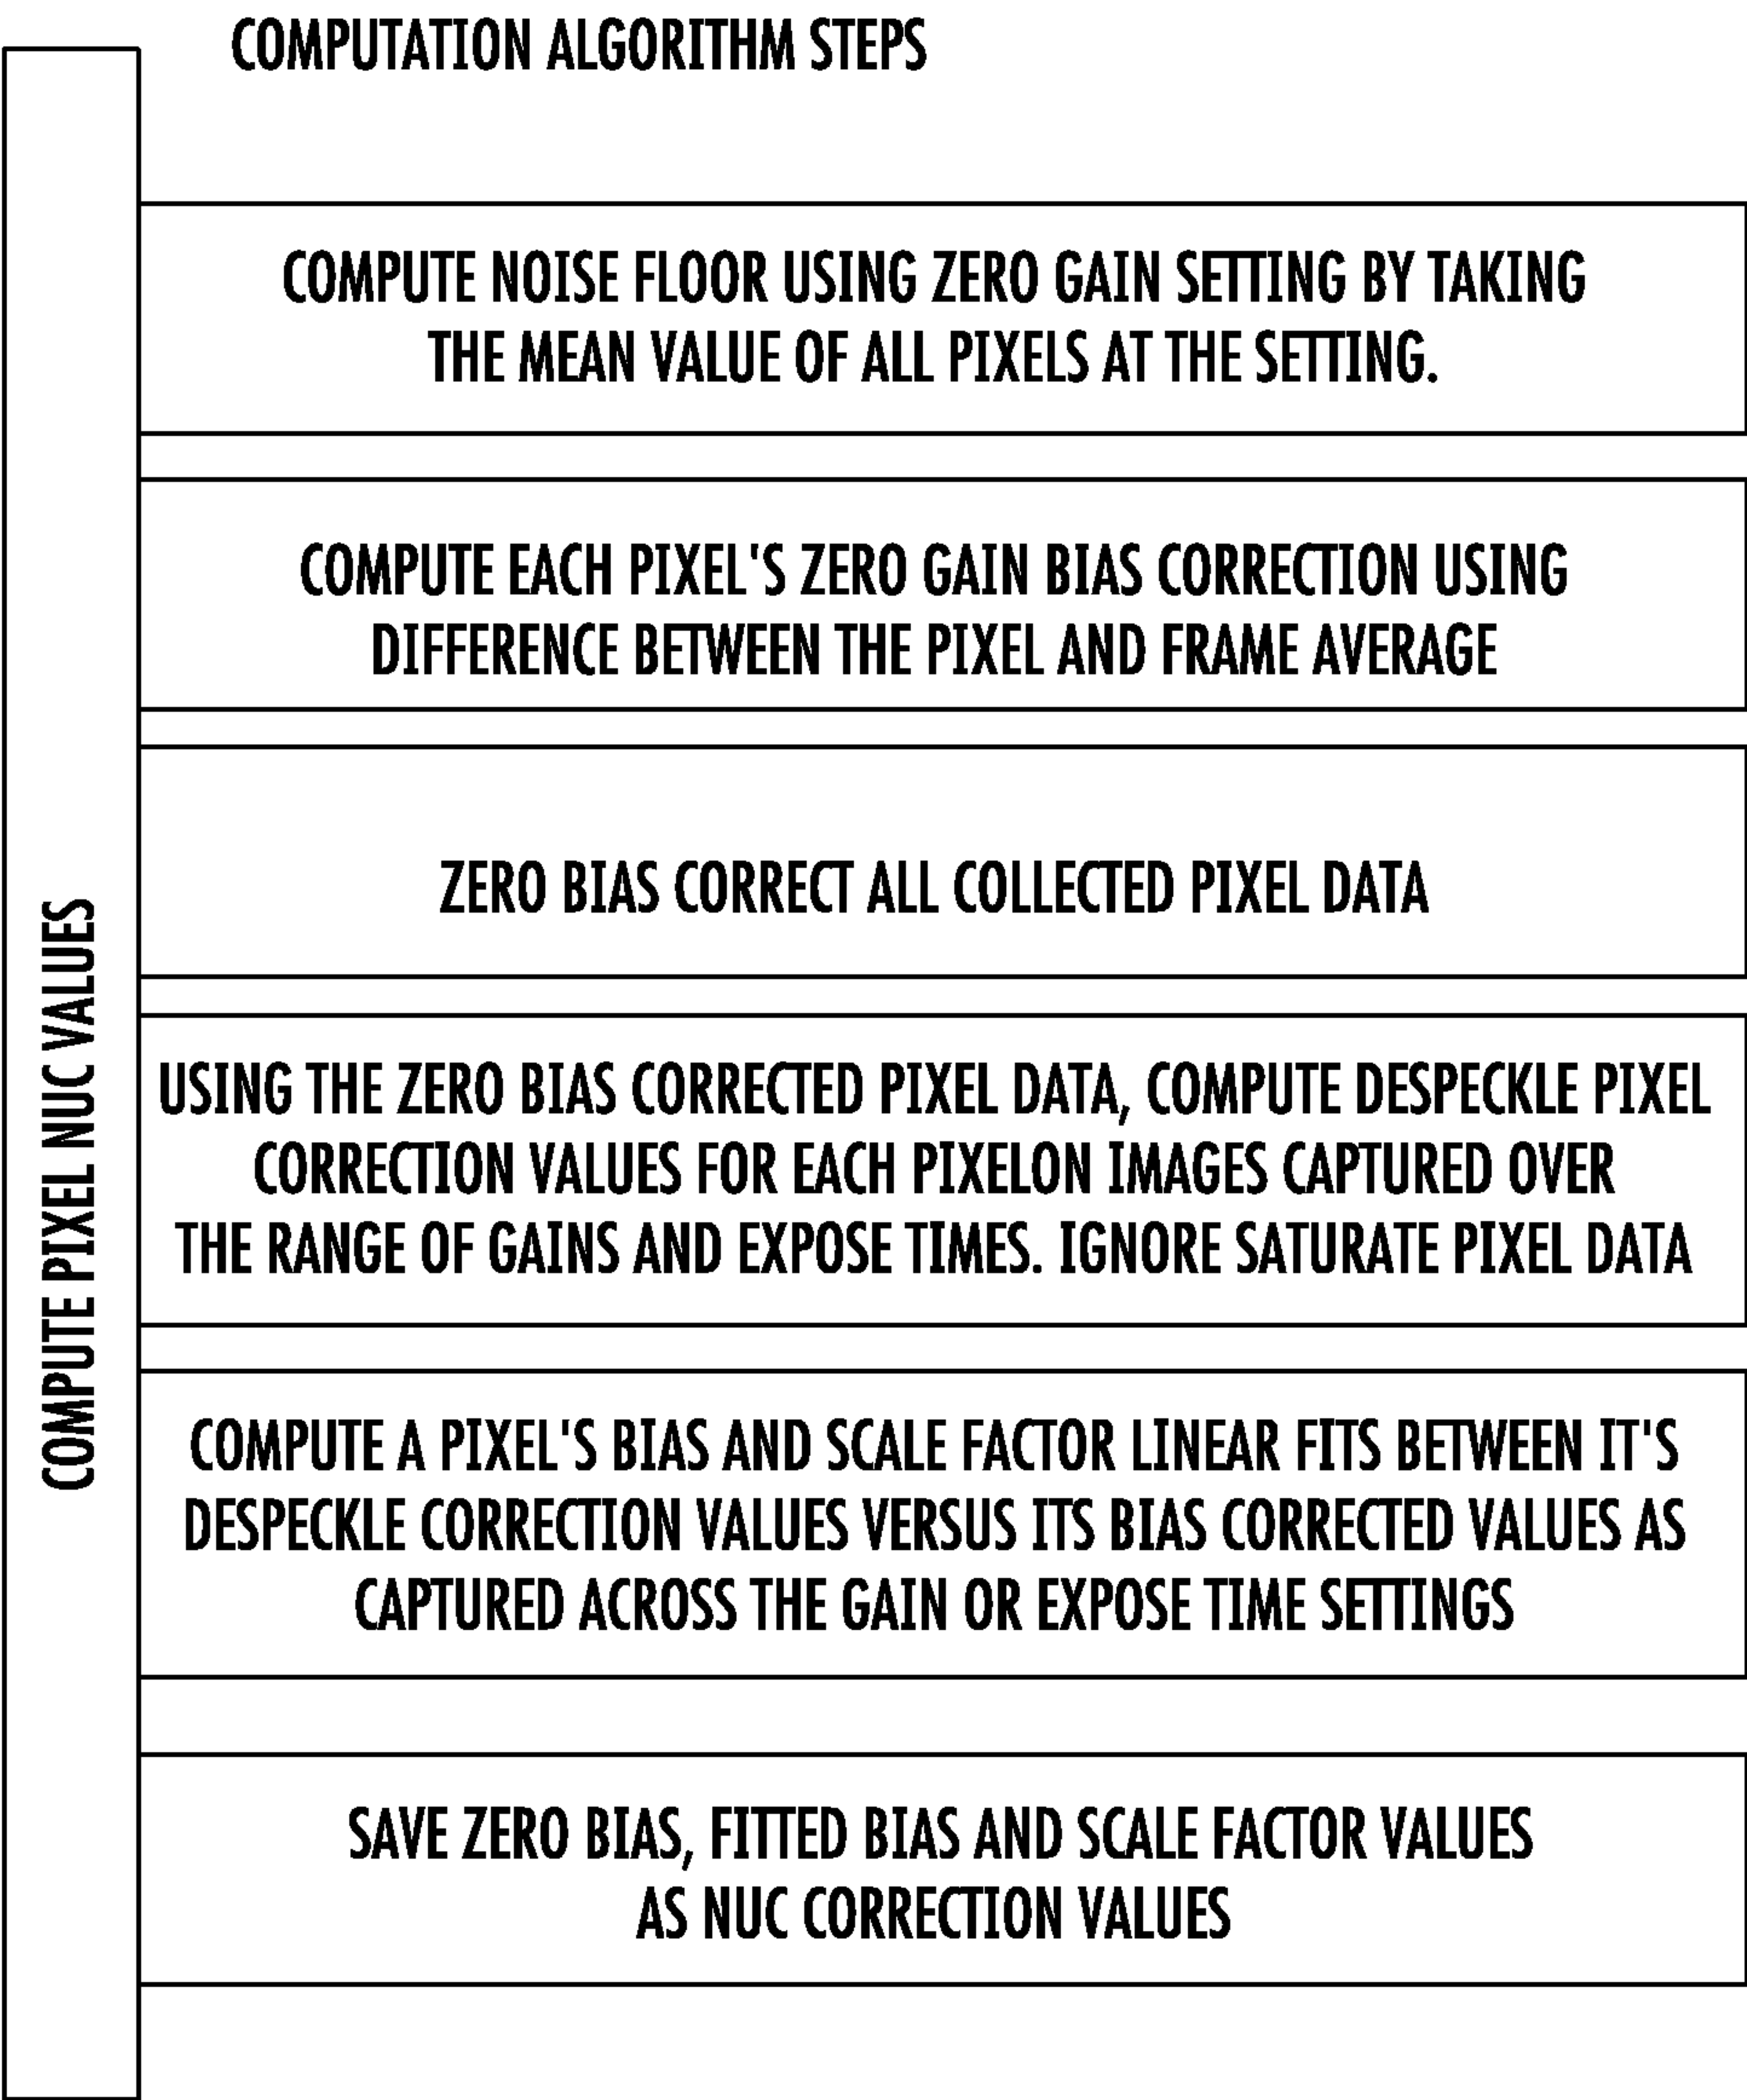 COMPUTATION ALGORITHM STEPS
COMPUTE PIXEL NUC VALUES
COMPUTE NOISE FLOOR USING ZERO GAIN SETTING BY TAKING
THE MEAN VALUE OF ALL PIXELS AT THE SETTING.
COMPUTE EACH PIXEL'S ZERO GAIN BIAS CORRECTION USING
DIFFERENCE BETWEEN THE PIXEL AND FRAME AVERAGE
ZERO BIAS CORRECT ALL COLLECTED PIXEL DATA
USING THE ZERO BIAS CORRECTED PIXEL DATA, COMPUTE DESPECKLE PIXEL
CORRECTION VALUES FOR EACH PIXELON IMAGES CAPTURED OVER
THE RANGE OF GAINS AND EXPOSE TIMES. IGNORE SATURATE PIXEL DATA
COMPUTE A PIXEL'S BIAS AND SCALE FACTOR LINEAR FITS BETWEEN IT'S
DESPECKLE CORRECTION VALUES VERSUS ITS BIAS CORRECTED VALUES AS
CAPTURED ACROSS THE GAIN OR EXPOSE TIME SETTINGS
SAVE ZERO BIAS, FITTED BIAS AND SCALE FACTOR VALUES
AS NUC CORRECTION VALUES